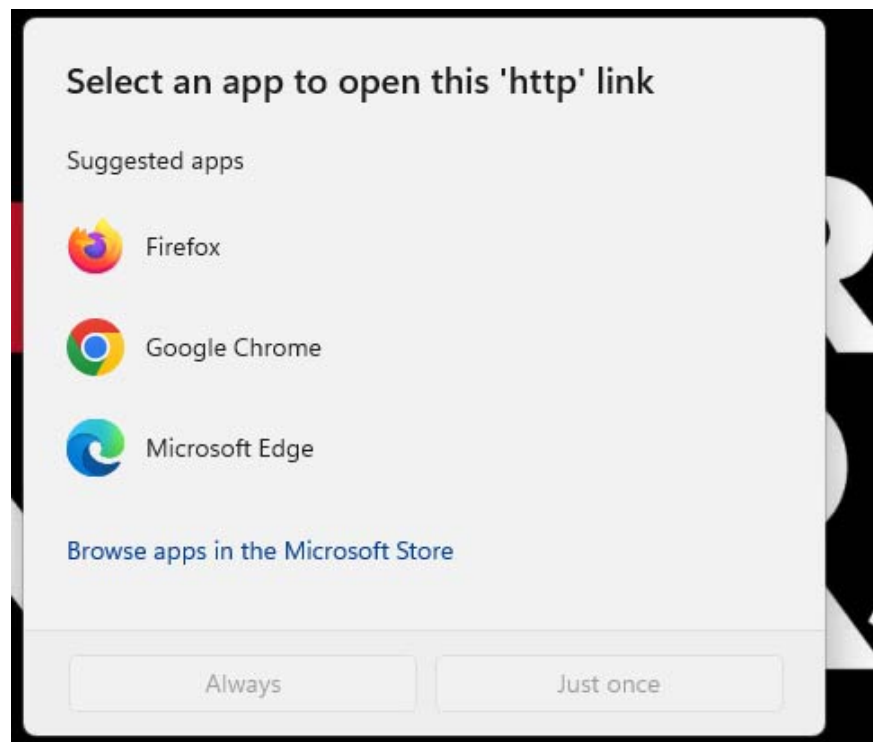 Select an app to open this 'http' link
Suggested apps
Firefox
Google Chrome
Microsoft Edge
Browse apps in the Microsoft Store
Always
Just once